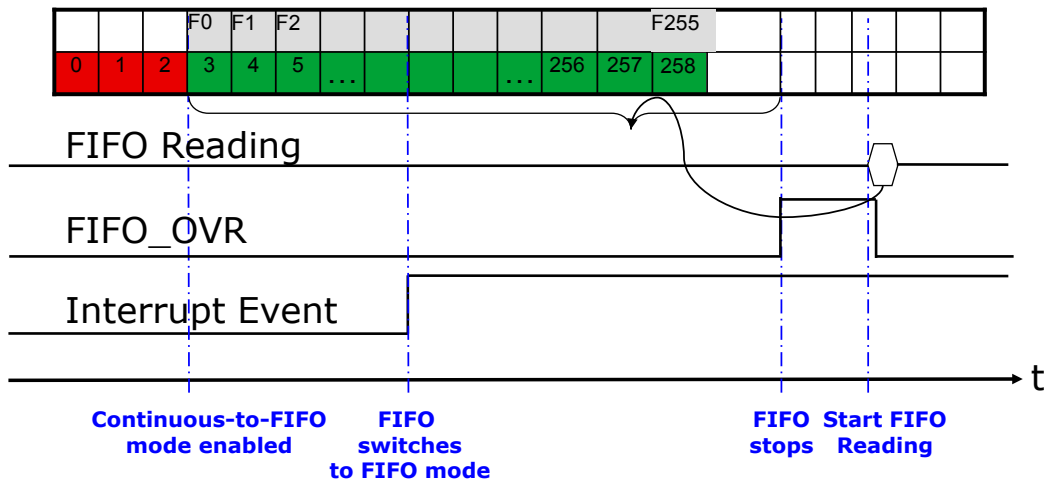 F0 F1 F2 F255
0 1 2 3 4 5 ... ... 256 257 258
FIFO Reading
FIFO_OVR
Interrupt Event
t
Continuous-to-FIFO
mode enabled
FIFO
switches
to FIFO mode
FIFO
stops
Start FIFO
Reading